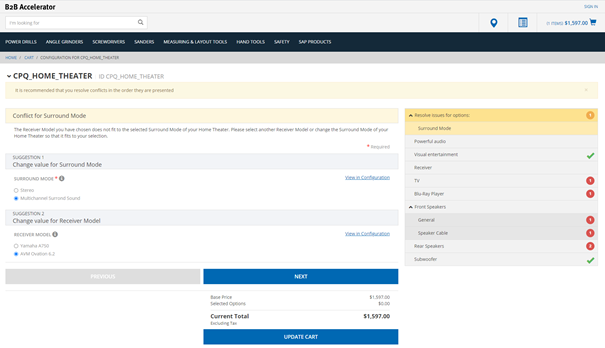 B2B Accelerator
SIGN IN
I'm looking for
0 ITEMS $1,597.00
POWER DRILLS ANGLE GRINDERS SCREWDRIVERS SANDERS MEASURING & LAYOUT TOOLS HAND TOOLS SAFETY SAP PRODUCTS
HOME / CART / CONFIGURATION FOR CPQ_HOME_THEATER
CPQ_HOME_THEATER ID CPQ_HOME_THEATER
It is recommended that you resolve conflicts in the order they are presented
Conflict for Surround Mode
The Receiver Model you have chosen does not fit to the selected Surround Mode of your Home Theater. Please select another Receiver Model or change the Surround Mode of your
Home Theater so that it fits to your selection.
* Required
SUGGESTION 1
Change value for Surround Mode
SURROUND MODE *
View in Configuration
Stereo
Multichannel Surround Sound
SUGGESTION 2
Change value for Receiver Model
RECEIVER MODEL
View in Configuration
Yamaha A750
AVM Ovation 6.2
PREVIOUS
NEXT
Base Price $1,597.00
Selected Options $0.00
Current Total $1,597.00
Excluding Tax
UPDATE CART
Resolve issues for options: 1
Surround Mode
Powerful audio
Visual entertainment
Receiver
TV 1
Blu-Ray Player 1
Front Speakers
General 1
Speaker Cable 1
Rear Speakers 2
Subwoofer